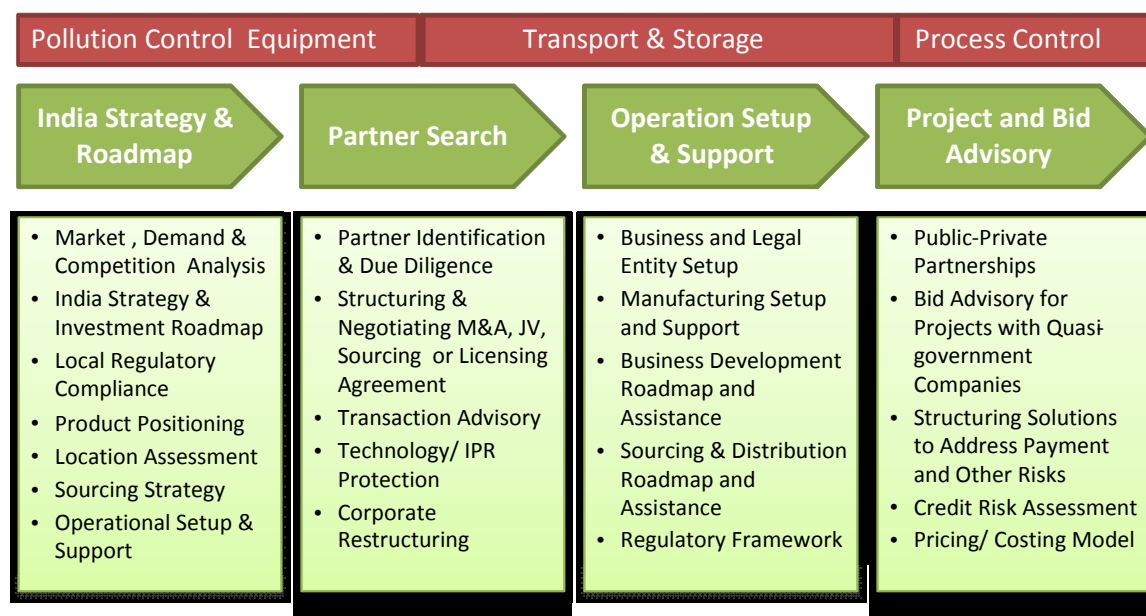 Pollution Control Equipment
Transport & Storage
Process Control
India Strategy &
Roadmap
Partner Search
Operation Setup
& Support
Project and Bid
Advisory
• Market , Demand &
Competition Analysis
• India Strategy &
Investment Roadmap
• Local Regulatory
Compliance
• Product Positioning
• Location Assessment
• Sourcing Strategy
• Operational Setup &
Support
• Partner Identification
& Due Diligence
• Structuring &
Negotiating M&A, JV,
Sourcing or Licensing
Agreement
• Transaction Advisory
• Technology/ IPR
Protection
• Corporate
Restructuring
• Business and Legal
Entity Setup
• Manufacturing Setup
and Support
• Business Development
Roadmap and
Assistance
• Sourcing & Distribution
Roadmap and
Assistance
• Regulatory Framework
• Public-Private
Partnerships
• Bid Advisory for
Projects with Quasi-
government
Companies
• Structuring Solutions
to Address Payment
and Other Risks
• Credit Risk Assessment
• Pricing/ Costing Model